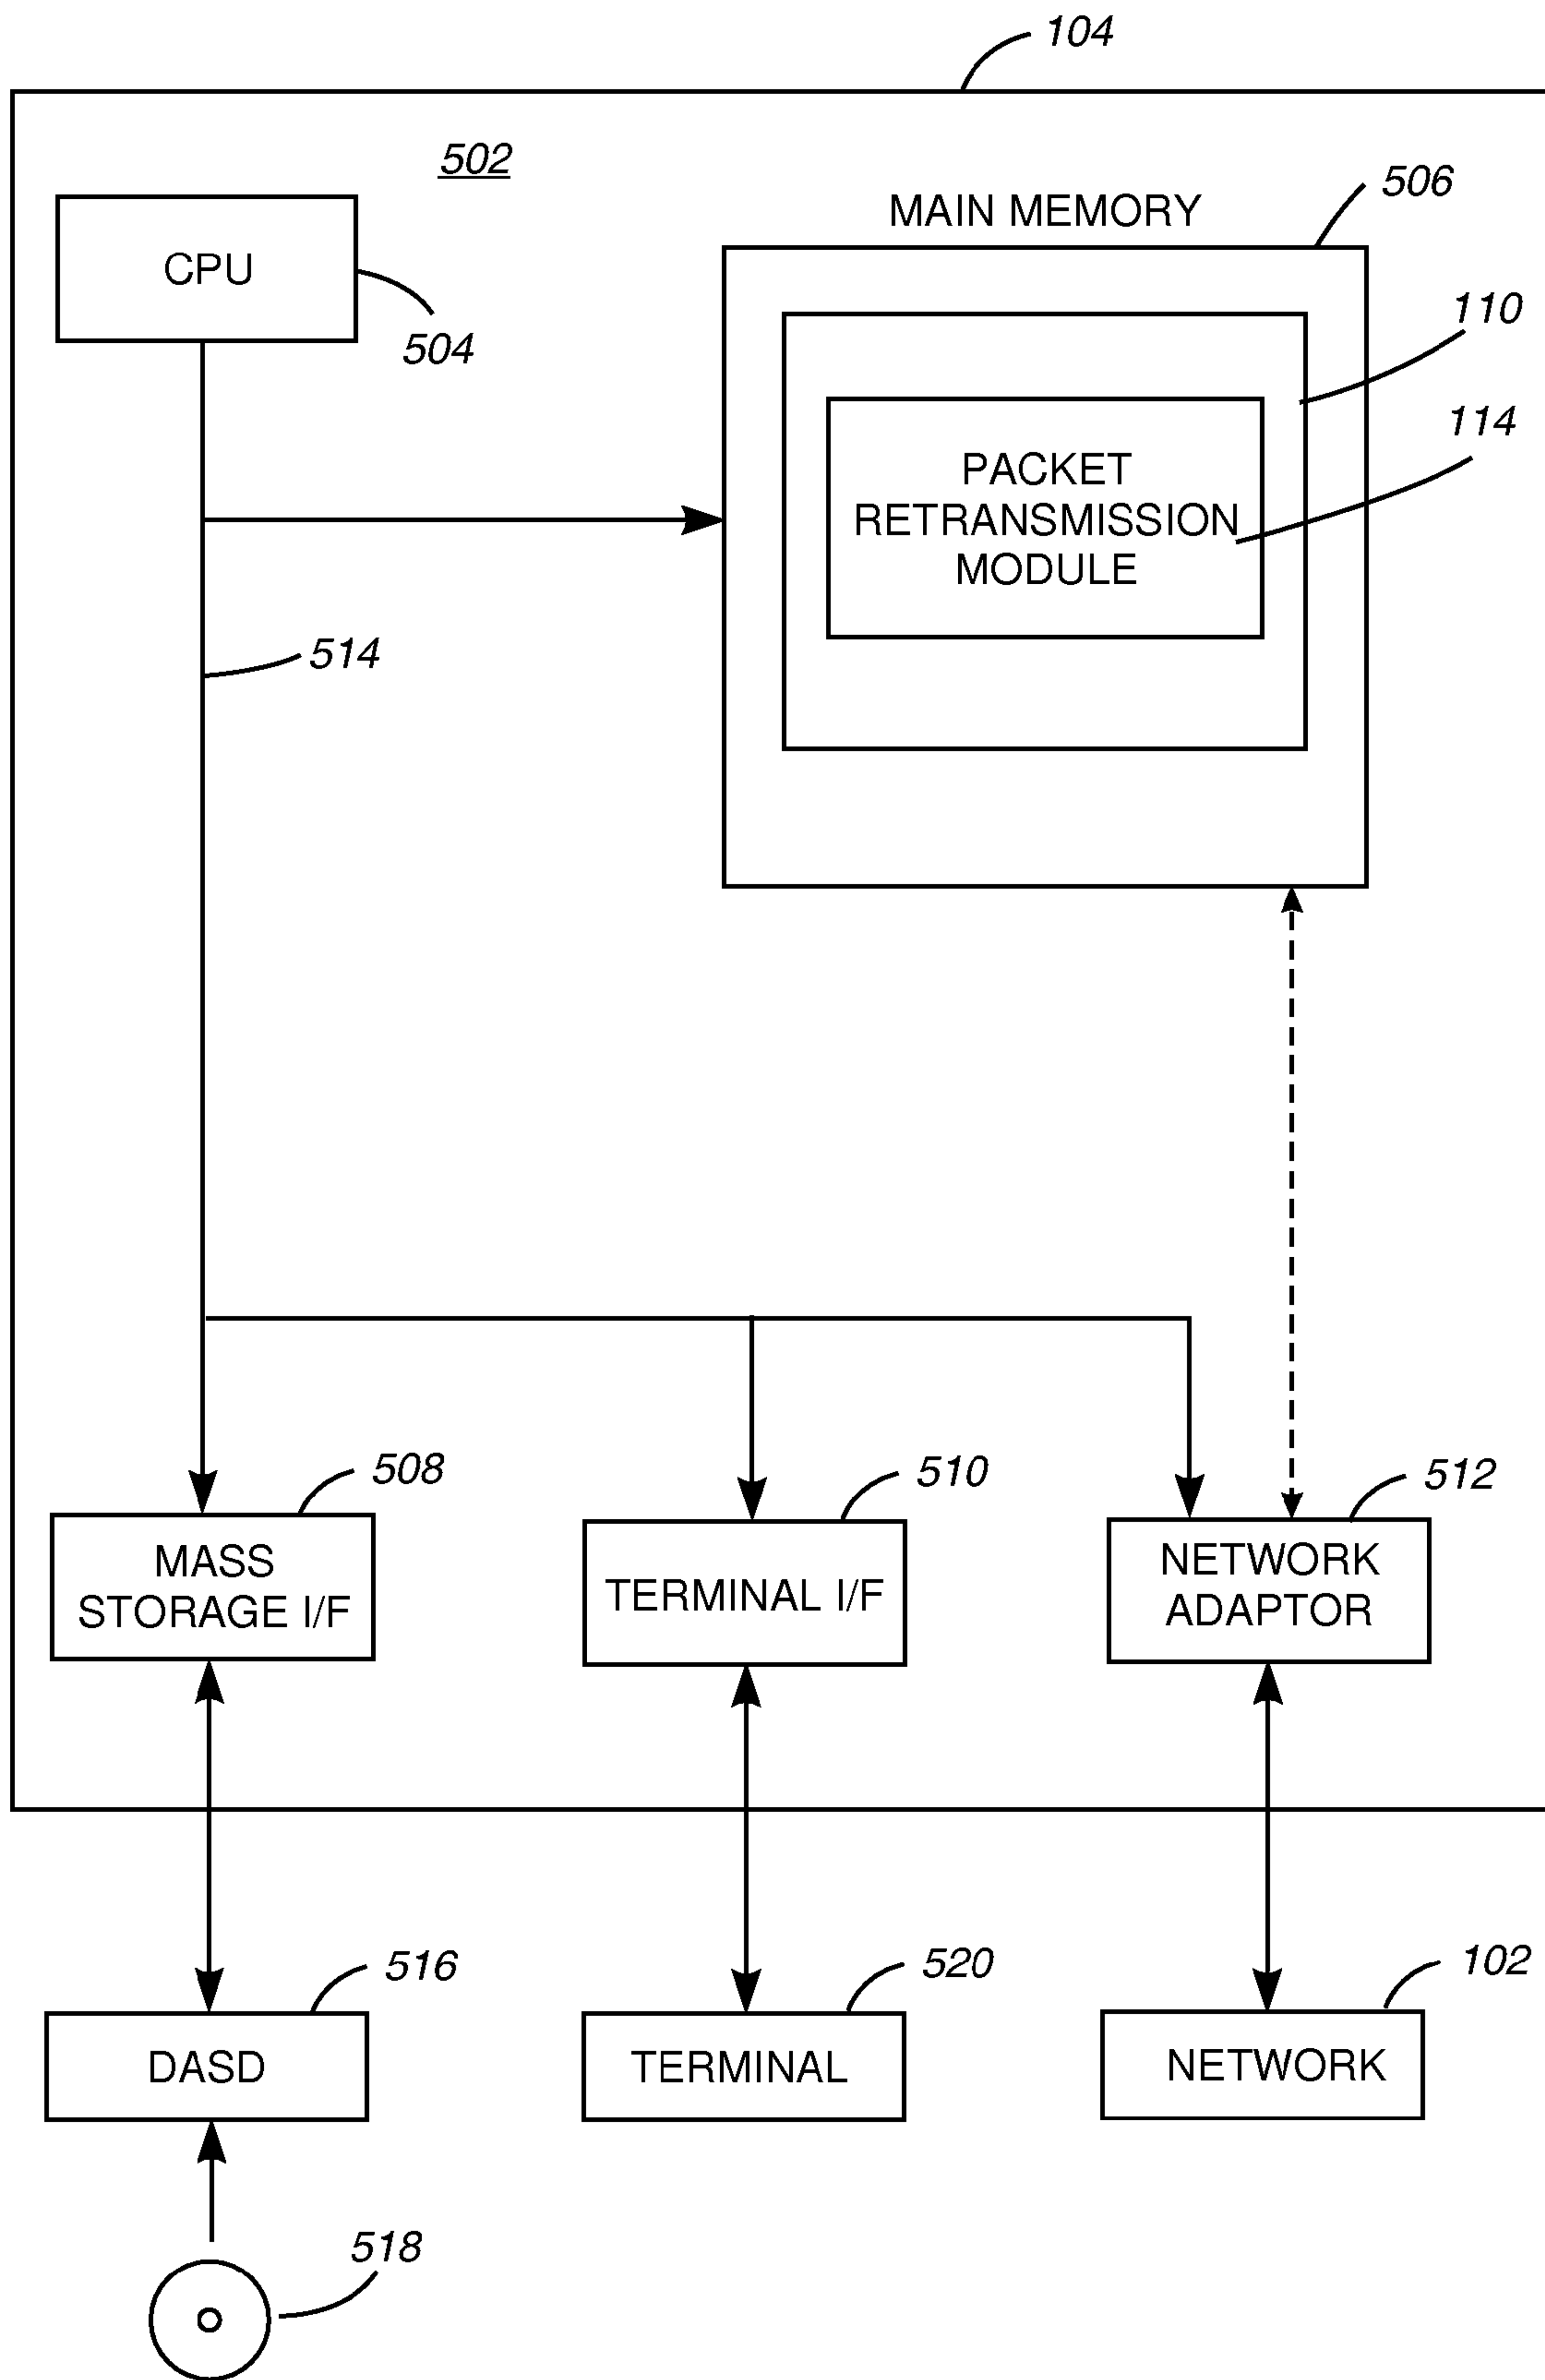 104
502
506
MAIN MEMORY
CPU
504
110
114
PACKET
RETRANSMISSION
MODULE
514
508
510
512
MASS
STORAGE I/F
TERMINAL I/F
NETWORK
ADAPTOR
516
520
102
DASD
TERMINAL
NETWORK
518